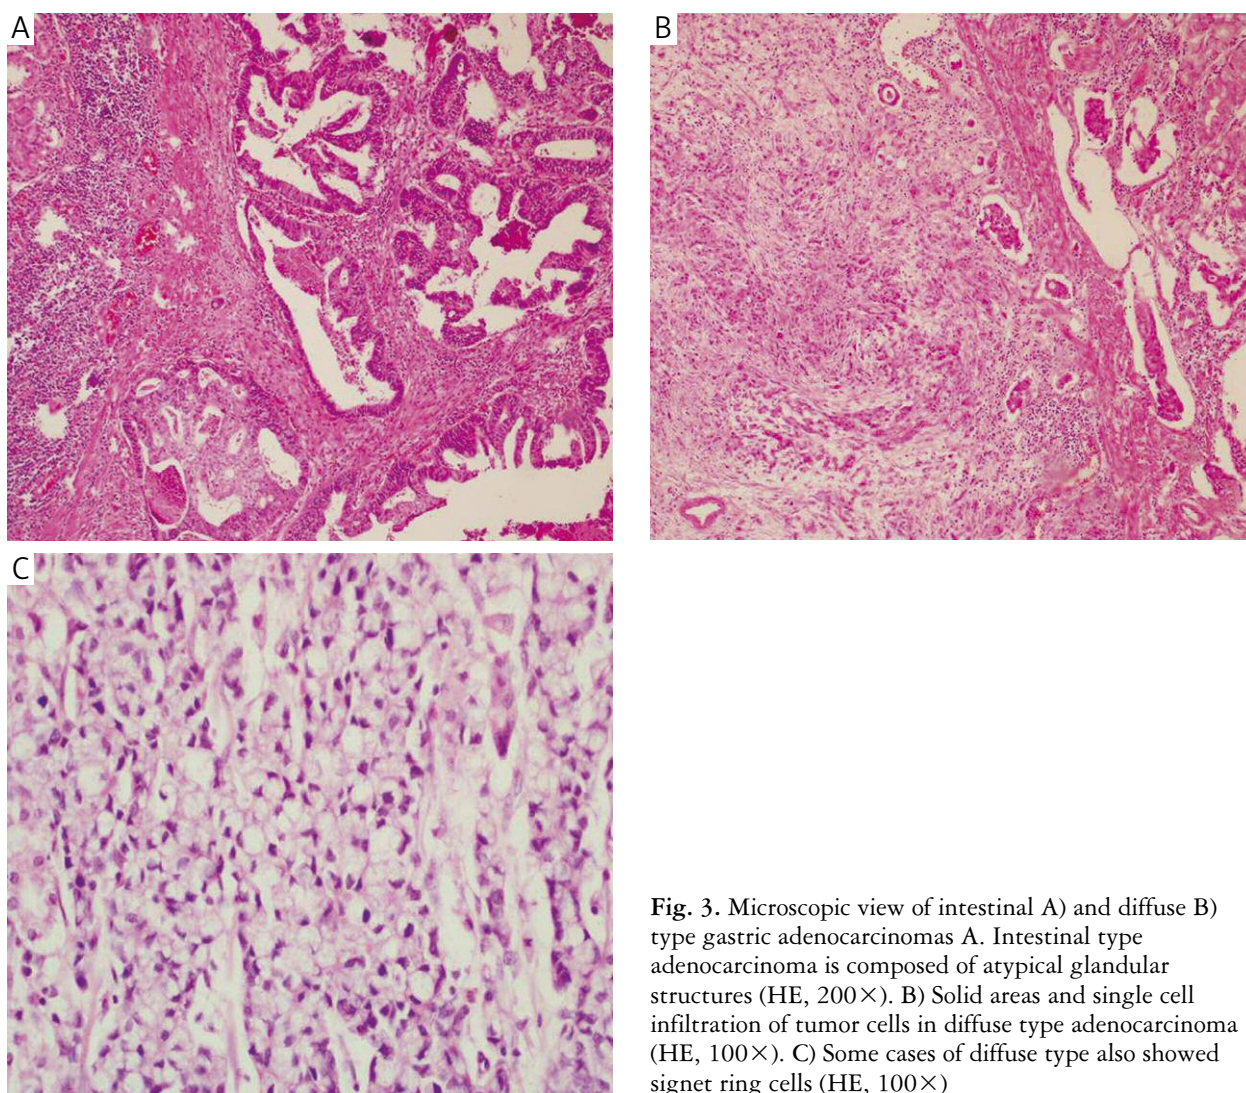 A
B
C
Fig. 3. Microscopic view of intestinal A) and diffuse B)
type gastric adenocarcinomas A. Intestinal type
adenocarcinoma is composed of atypical glandular
structures (HE, 200×). B) Solid areas and single cell
infiltration of tumor cells in diffuse type adenocarcinoma
(HE, 100×). C) Some cases of diffuse type also showed
signet ring cells (HE, 100×)